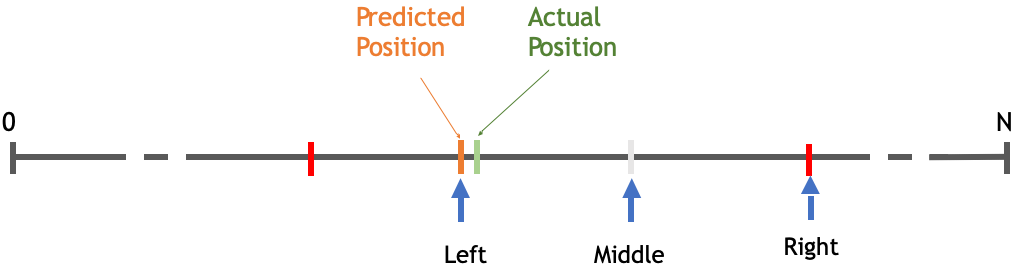 Predicted
Position
Actual
Position
0
N
Left
Middle
Right